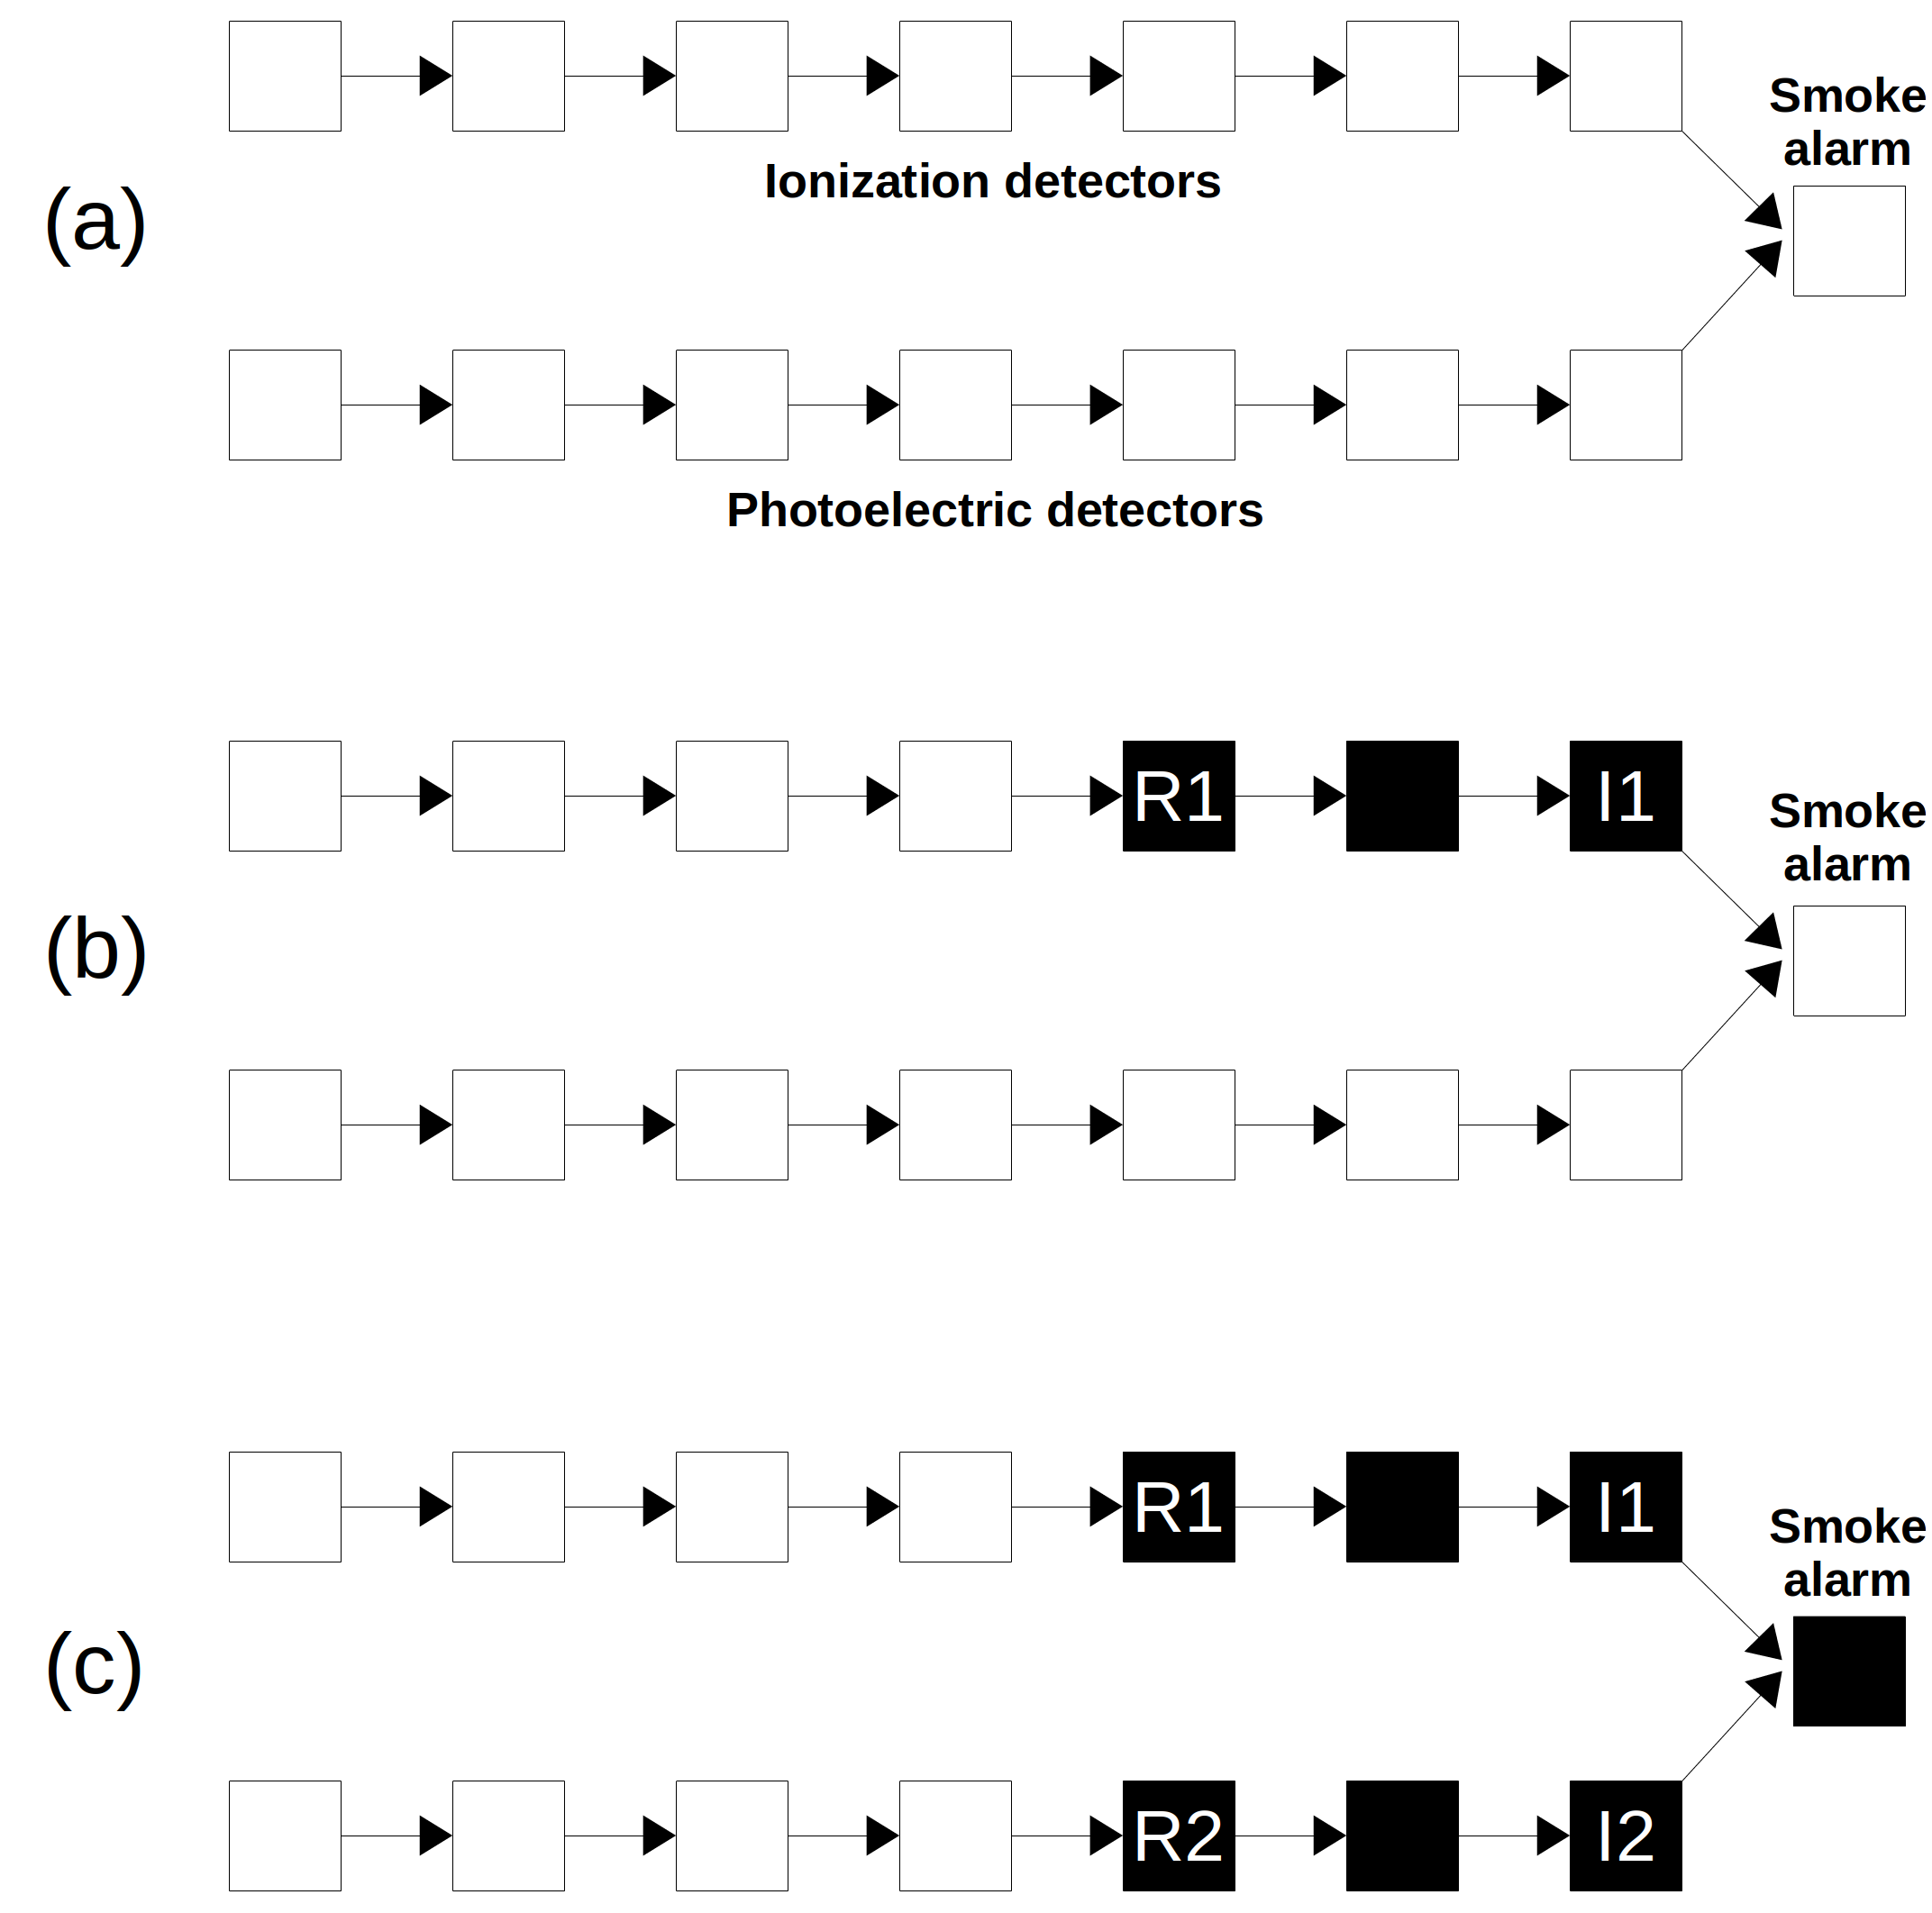 Smoke
alarm
Ionization detectors
(a)
Photoelectric detectors
R1
I1
Smoke
alarm
(b)
R1
I1
Smoke
alarm
(c)
R2
I2